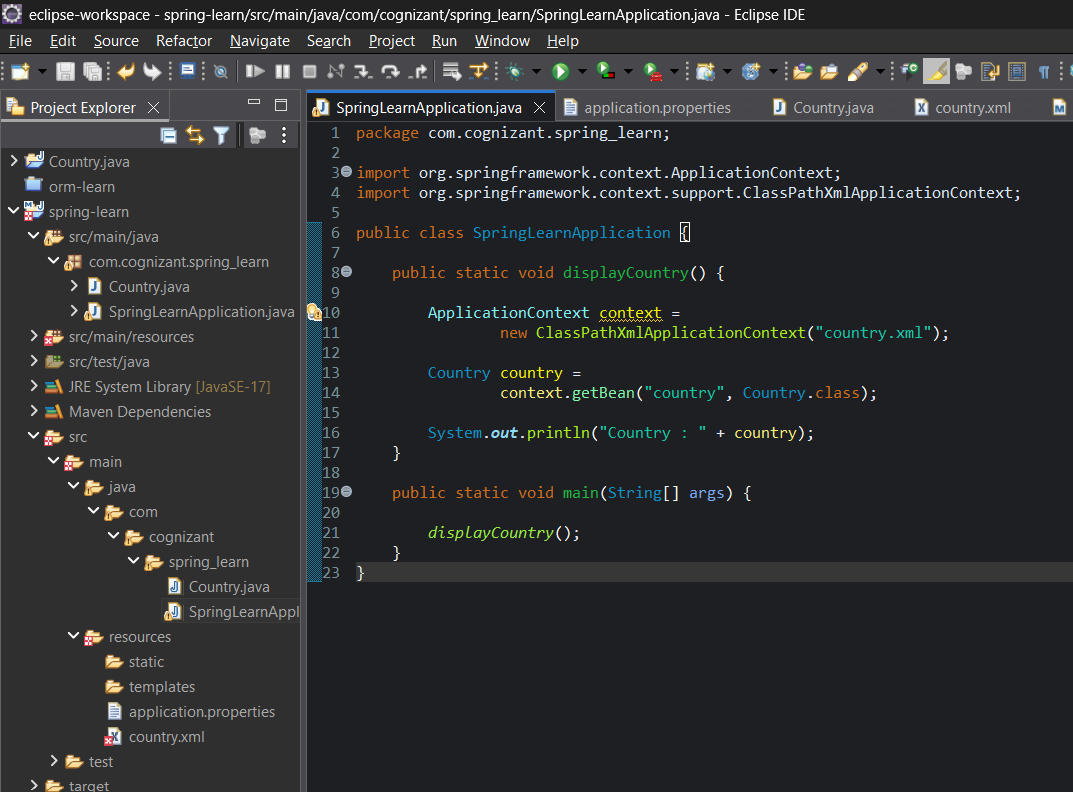 eclipse-workspace - spring-learn/src/main/java/com/cognizant/spring_learn/SpringLearnApplication.java - Eclipse IDE
File Edit Source Refactor Navigate Search Project Run Window Help
Project Explorer
Country.java
orm-learn
spring-learn
src/main/java
com.cognizant.spring_learn
Country.java
SpringLearnApplication.java
src/main/resources
src/test/java
JRE System Library [JavaSE-17]
Maven Dependencies
src
main
java
com
cognizant
spring_learn
Country.java
SpringLearnAppl
resources
static
templates
application.properties
country.xml
test
target
SpringLearnApplication.java application.properties Country.java country.xml
1 package com.cognizant.spring_learn;
2
3 import org.springframework.context.ApplicationContext;
4 import org.springframework.context.support.ClassPathXmlApplicationContext;
5
6 public class SpringLearnApplication {
7
8 public static void displayCountry() {
9
10 ApplicationContext context =
11 new ClassPathXmlApplicationContext("country.xml");
12
13 Country country =
14 context.getBean("country", Country.class);
15
16 System.out.println("Country : " + country);
17 }
18
19 public static void main(String[] args) {
20
21 displayCountry();
22 }
23 }